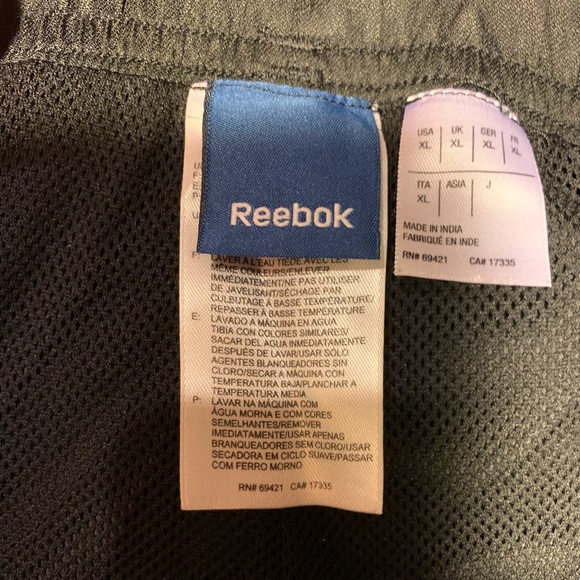 Reebok
LAVER À L'EAU TIÈDE AVEC LES
MÊME COULEURS/ENLEVER
IMMÉDIATEMENT/NE PAS UTILISER
DE JAVELISANT/SÉCHAGE PAR
CULBUTAGE À BASSE TEMPÉRATURE/
REPASSER À BASSE TEMPÉRATURE
E: LAVADO A MÁQUINA EN AGUA
TIBIA CON COLORES SIMILARES/
SACAR DEL AGUA INMEDIATAMENTE
DESPUÉS DE LAVAR/USAR SÓLO
AGENTES BLANQUEADORES SIN
CLORO/SECAR A MÁQUINA CON
TEMPERATURA BAJA/PLANCHAR A
TEMPERATURA MEDIA
P: LAVAR NA MÁQUINA COM
ÁGUA MORNA E COM CORES
SEMELHANTES/REMOVER
IMEDIATAMENTE/USAR APENAS
BRANQUEADORES SEM CLORO/USAR
SECADORA EM CICLO SUAVE/PASSAR
COM FERRO MORNO
RN# 69421 CA# 17335
USA UK GER FR
XL XL XL XL
ITA ASIA J
XL
MADE IN INDIA
FABRIQUÉ EN INDE
RN# 69421 CA# 17335